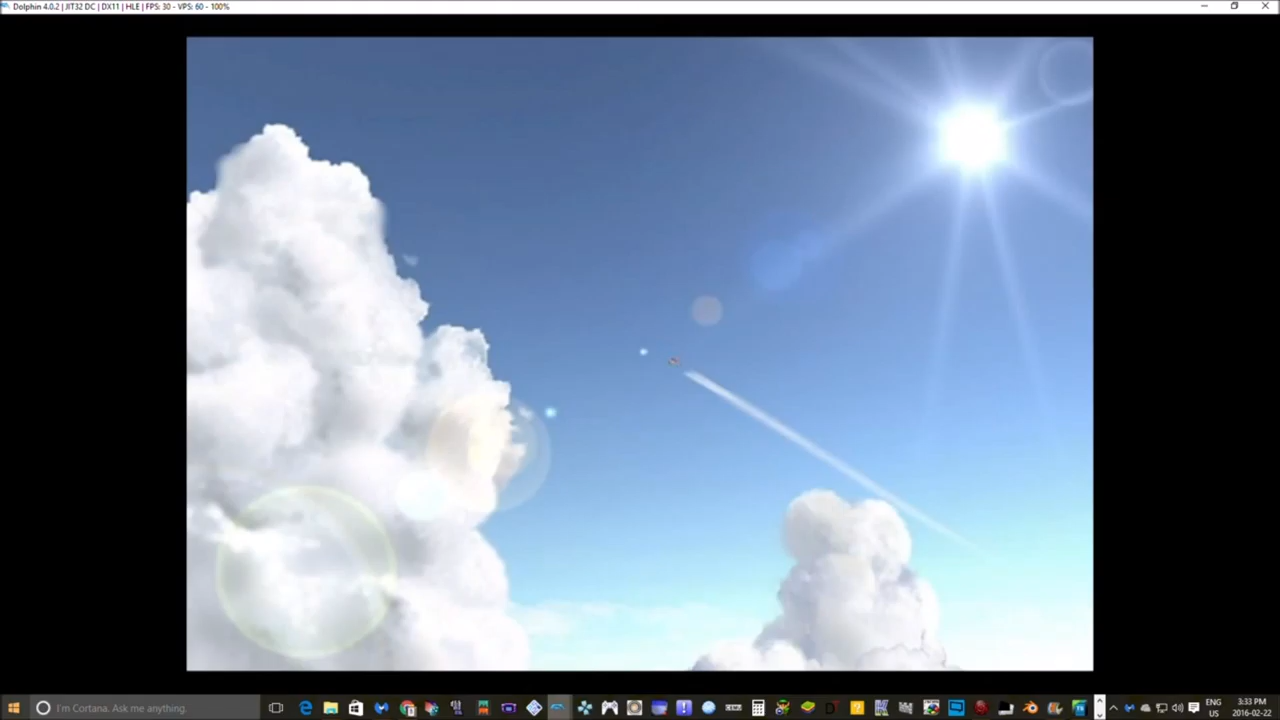 Dolphin 4.0.2 | JIT32 DC | DX11 | HLE | FPS: 30 - VPS: 60 - 100%
I'm Cortana. Ask me anything.
ENG
US
3:33 PM
2016-02-22